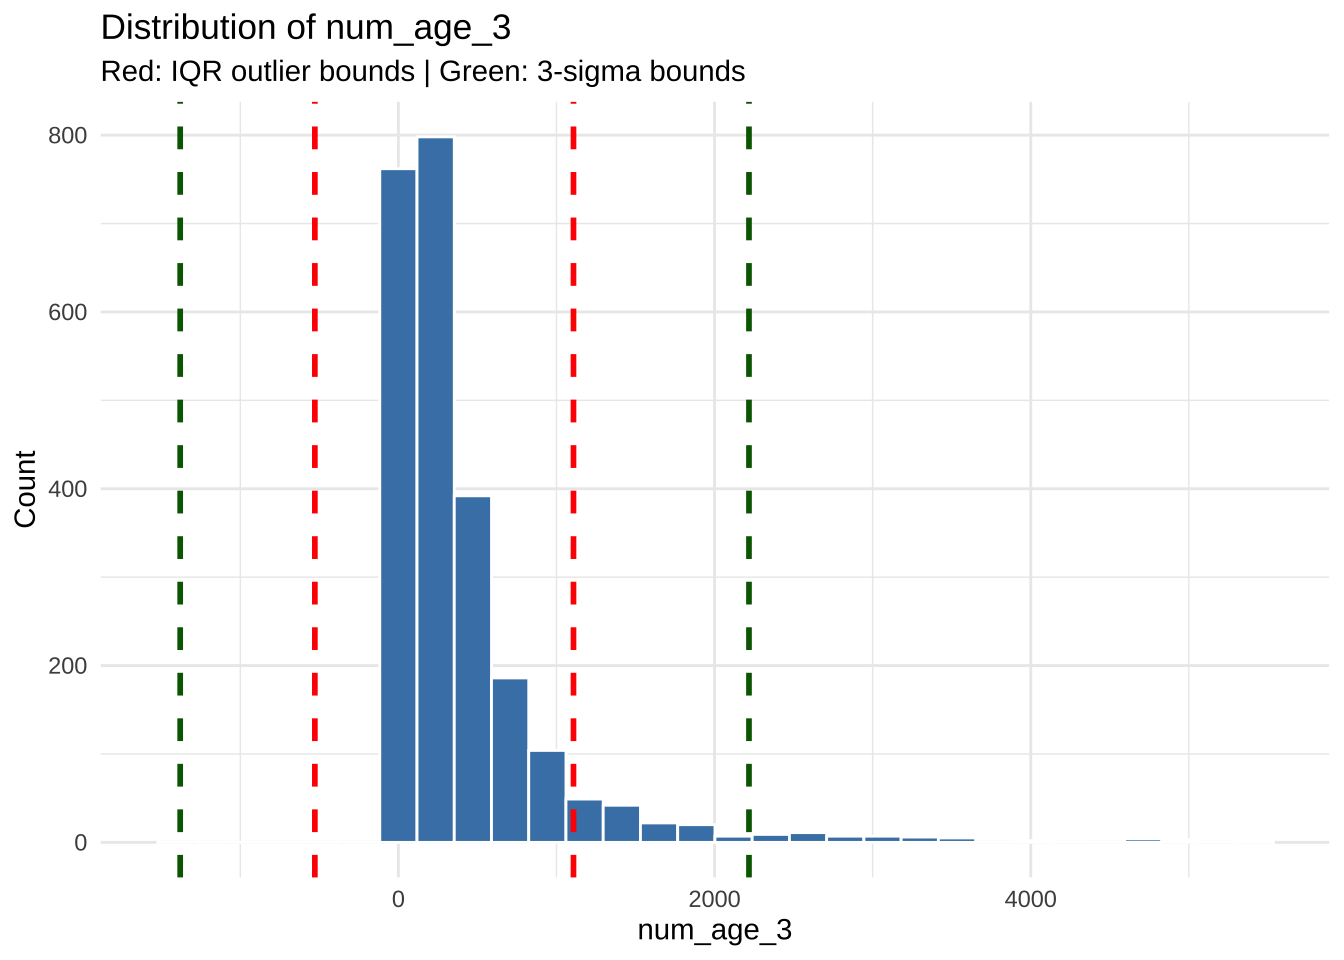 Distribution of num_age_3
Red: IQR outlier bounds | Green: 3-sigma bounds
Count
800
600
400
200
0
0 2000 4000
num_age_3